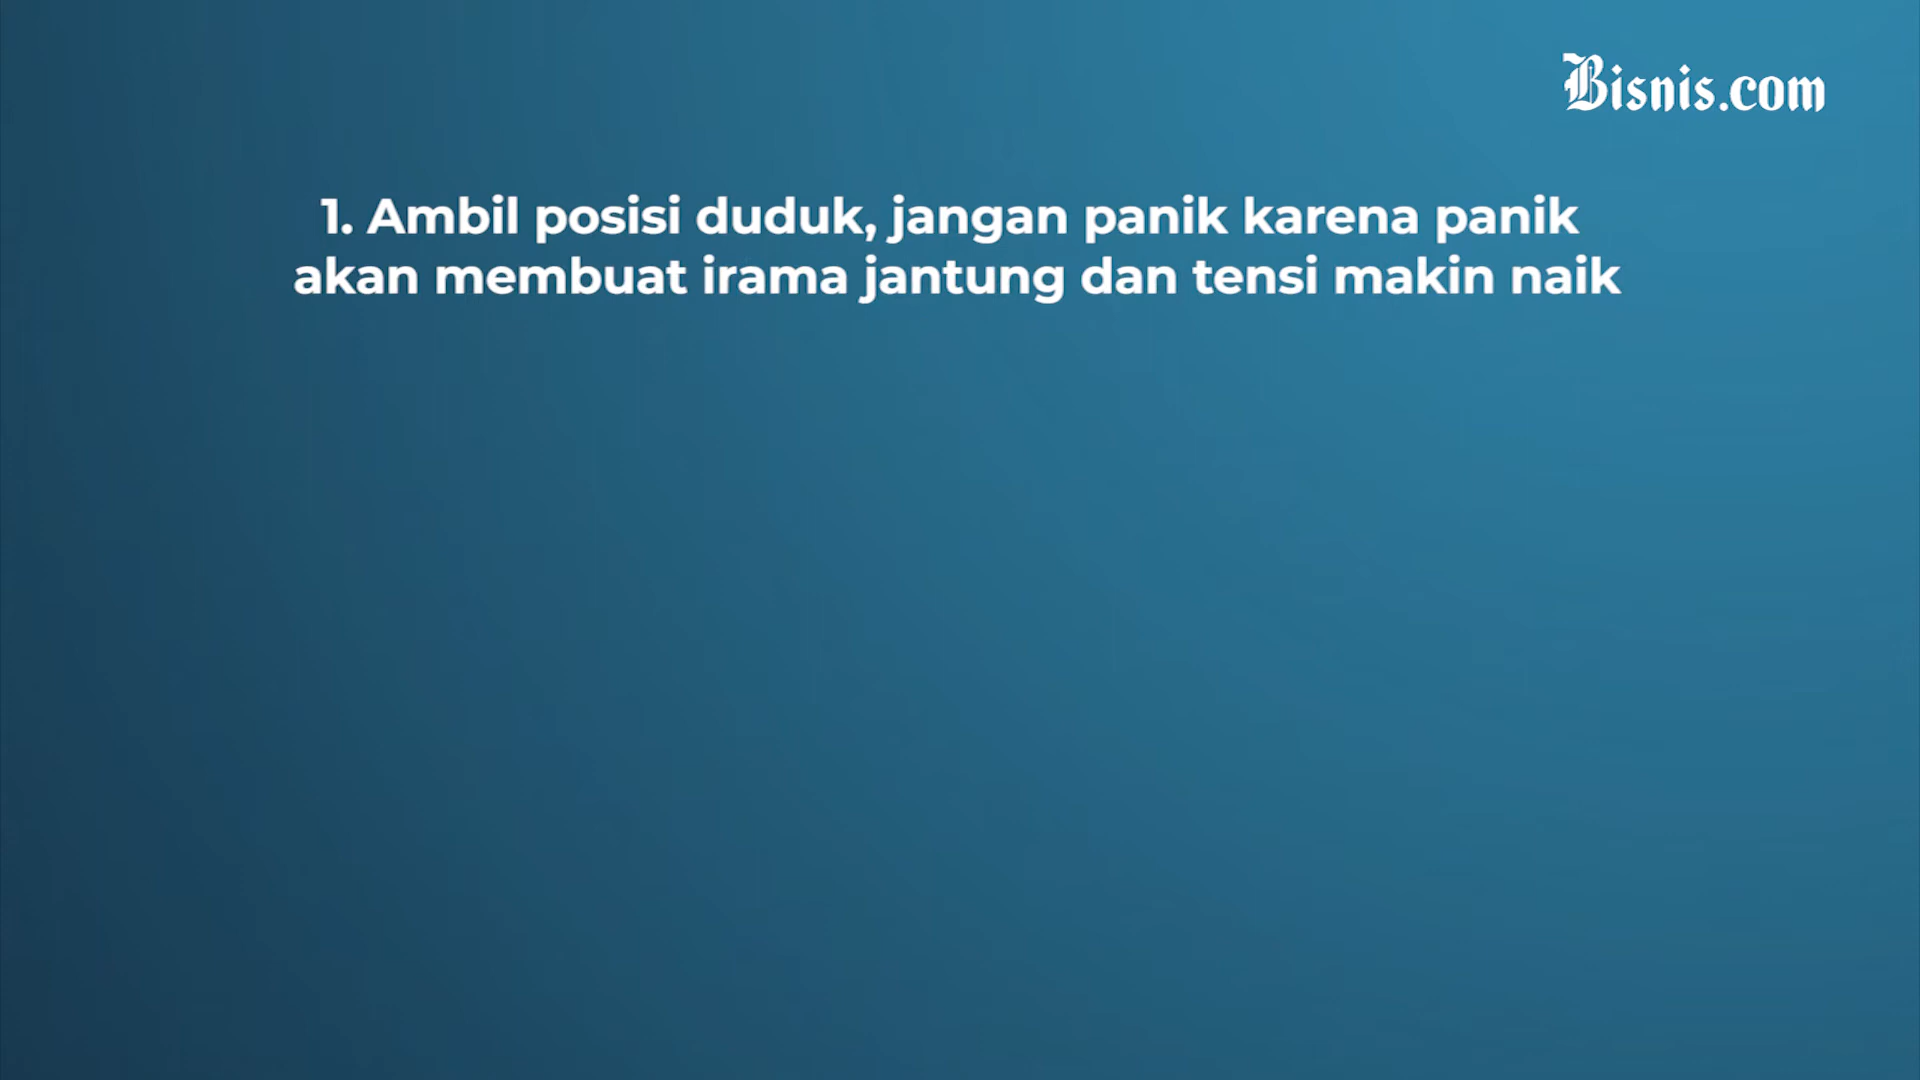 Bisnis.com
1. Ambil posisi duduk, jangan panik karena panik
akan membuat irama jantung dan tensi makin naik